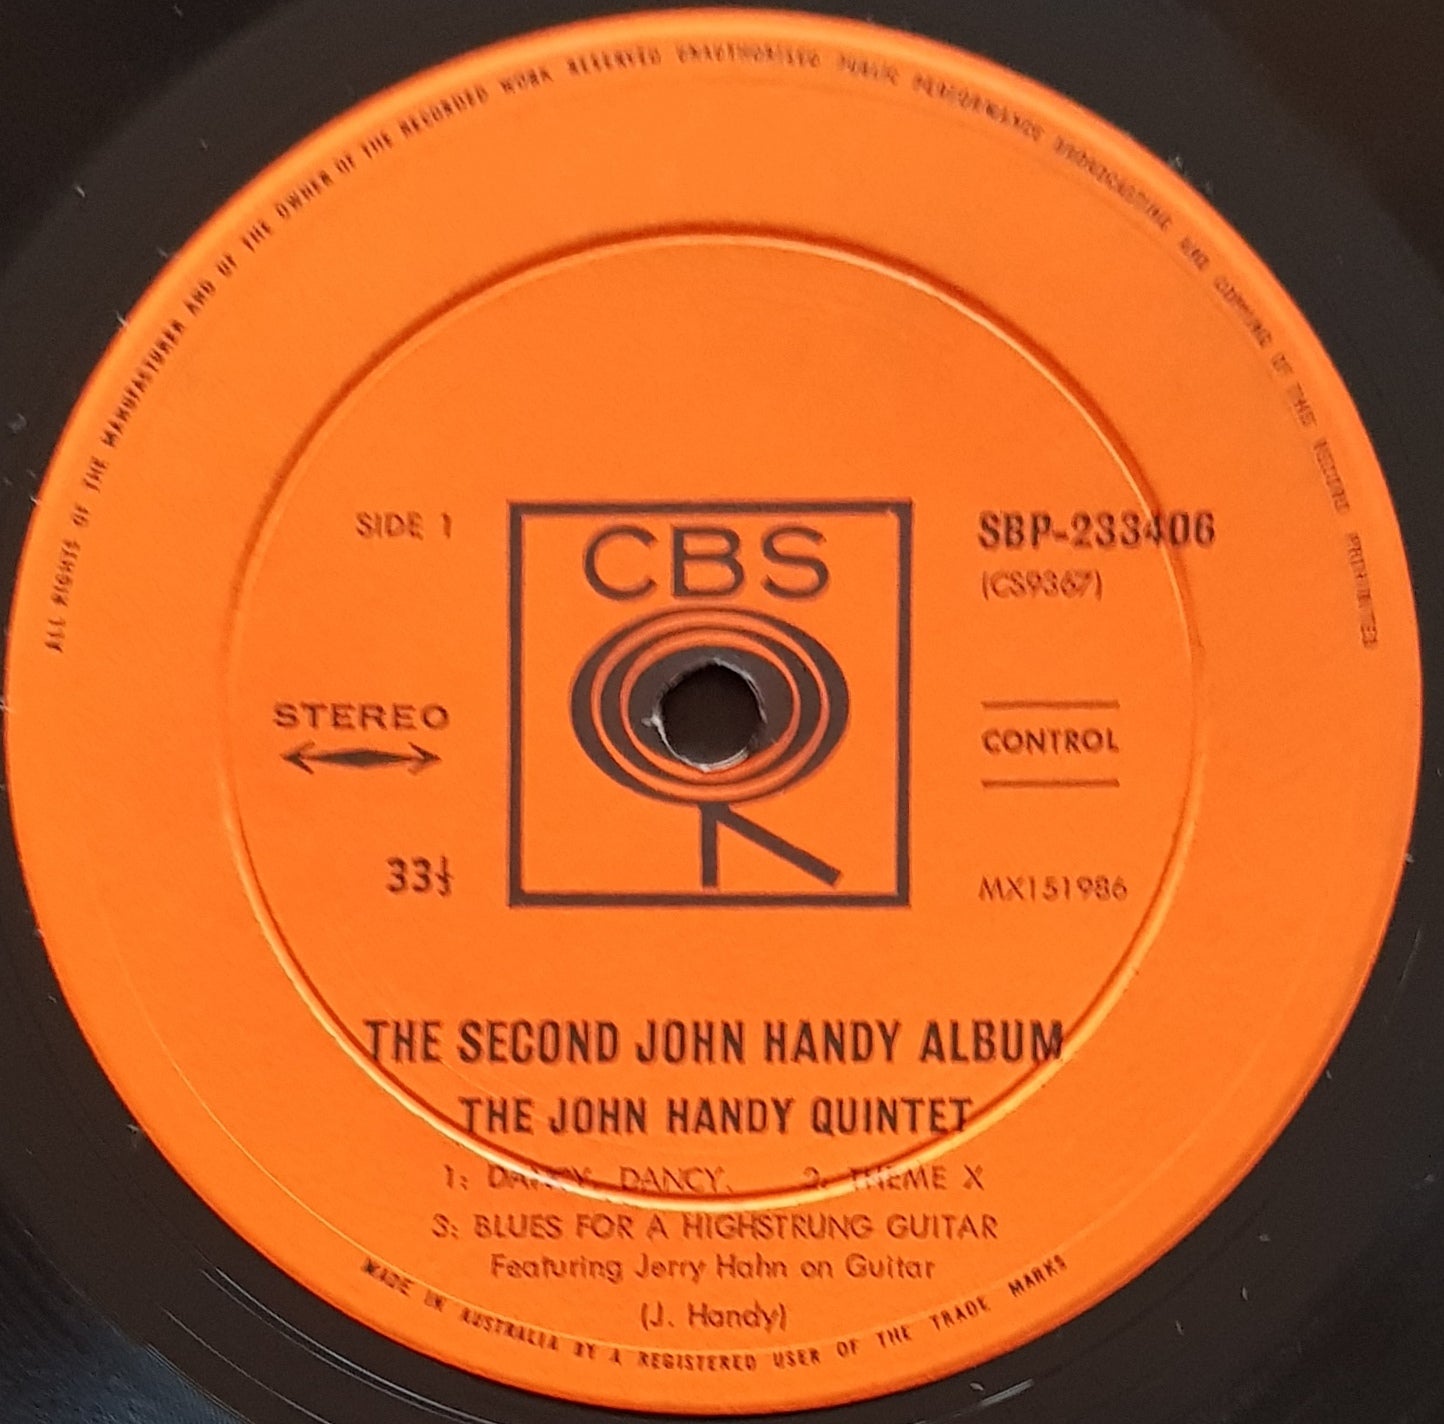 ALL RIGHTS OF THE MANUFACTURER AND OF THE OWNER OF THE RECORDED WORK RESERVED UNAUTHORISED PUBLIC PERFORMANCE BROADCASTING AND COPYING OF THIS RECORD PROHIBITED
SIDE 1
CBS
SBP-233406
(CS9367)
STEREO
CONTROL
33⅓
MX151986
THE SECOND JOHN HANDY ALBUM
THE JOHN HANDY QUINTET
1: DANCY, DANCY. 2: THEME X
3: BLUES FOR A HIGHSTRUNG GUITAR
Featuring Jerry Hahn on Guitar
(J. Handy)
MADE IN AUSTRALIA BY A REGISTERED USER OF THE TRADE MARKS